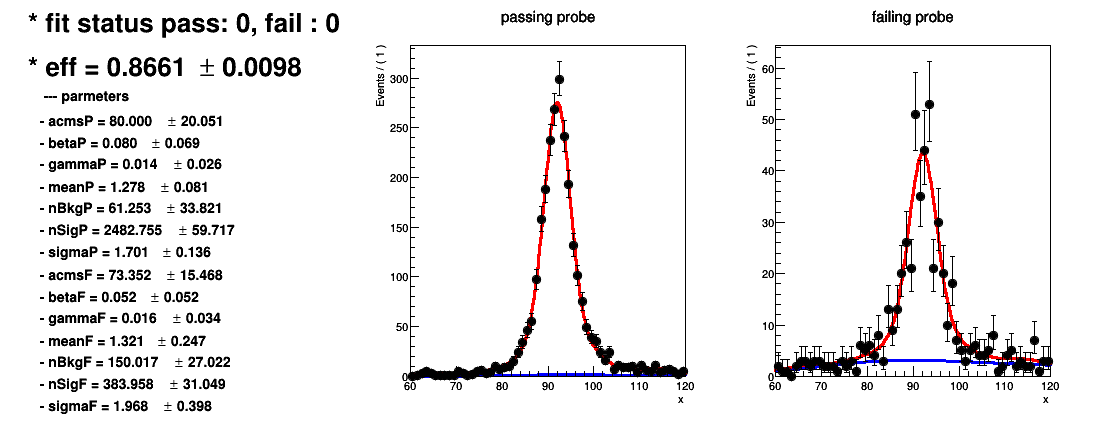 * fit status pass: 0, fail : 0
* eff = 0.8661 ± 0.0098
--- parmeters
- acmsP = 80.000 ± 20.051
- betaP = 0.080 ± 0.069
- gammaP = 0.014 ± 0.026
- meanP = 1.278 ± 0.081
- nBkgP = 61.253 ± 33.821
- nSigP = 2482.755 ± 59.717
- sigmaP = 1.701 ± 0.136
- acmsF = 73.352 ± 15.468
- betaF = 0.052 ± 0.052
- gammaF = 0.016 ± 0.034
- meanF = 1.321 ± 0.247
- nBkgF = 150.017 ± 27.022
- nSigF = 383.958 ± 31.049
- sigmaF = 1.968 ± 0.398
passing probe
Events / ( 1 )
300
250
200
150
100
50
0
60 70 80 90 100 110 120
x
failing probe
Events / ( 1 )
60
50
40
30
20
10
0
60 70 80 90 100 110 120
x